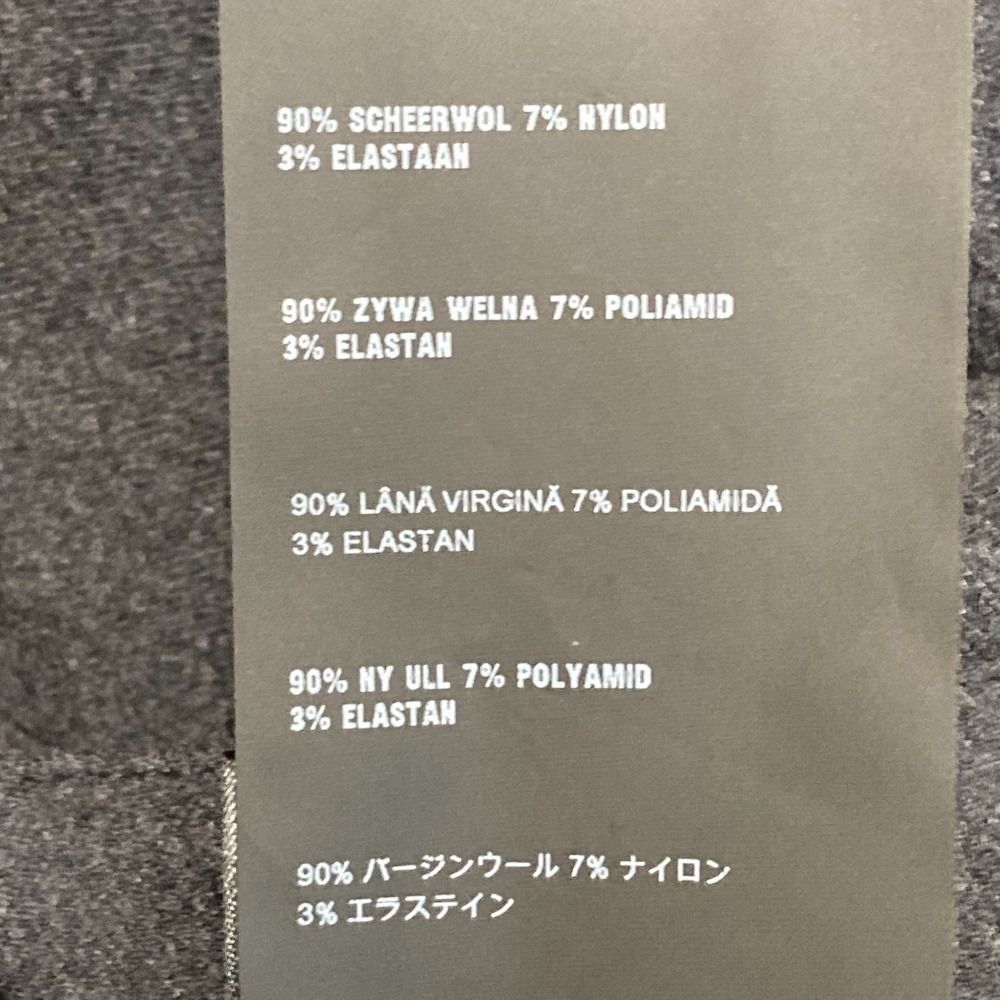 90% SCHEERWOL 7% NYLON
3% ELASTAAN
90% ZYWA WELNA 7% POLIAMID
3% ELASTAN
90% LÂNĂ VIRGINĂ 7% POLIAMIDĂ
3% ELASTAN
90% NY ULL 7% POLYAMID
3% ELASTAN
90% バージンウール 7% ナイロン
3% エラステイン